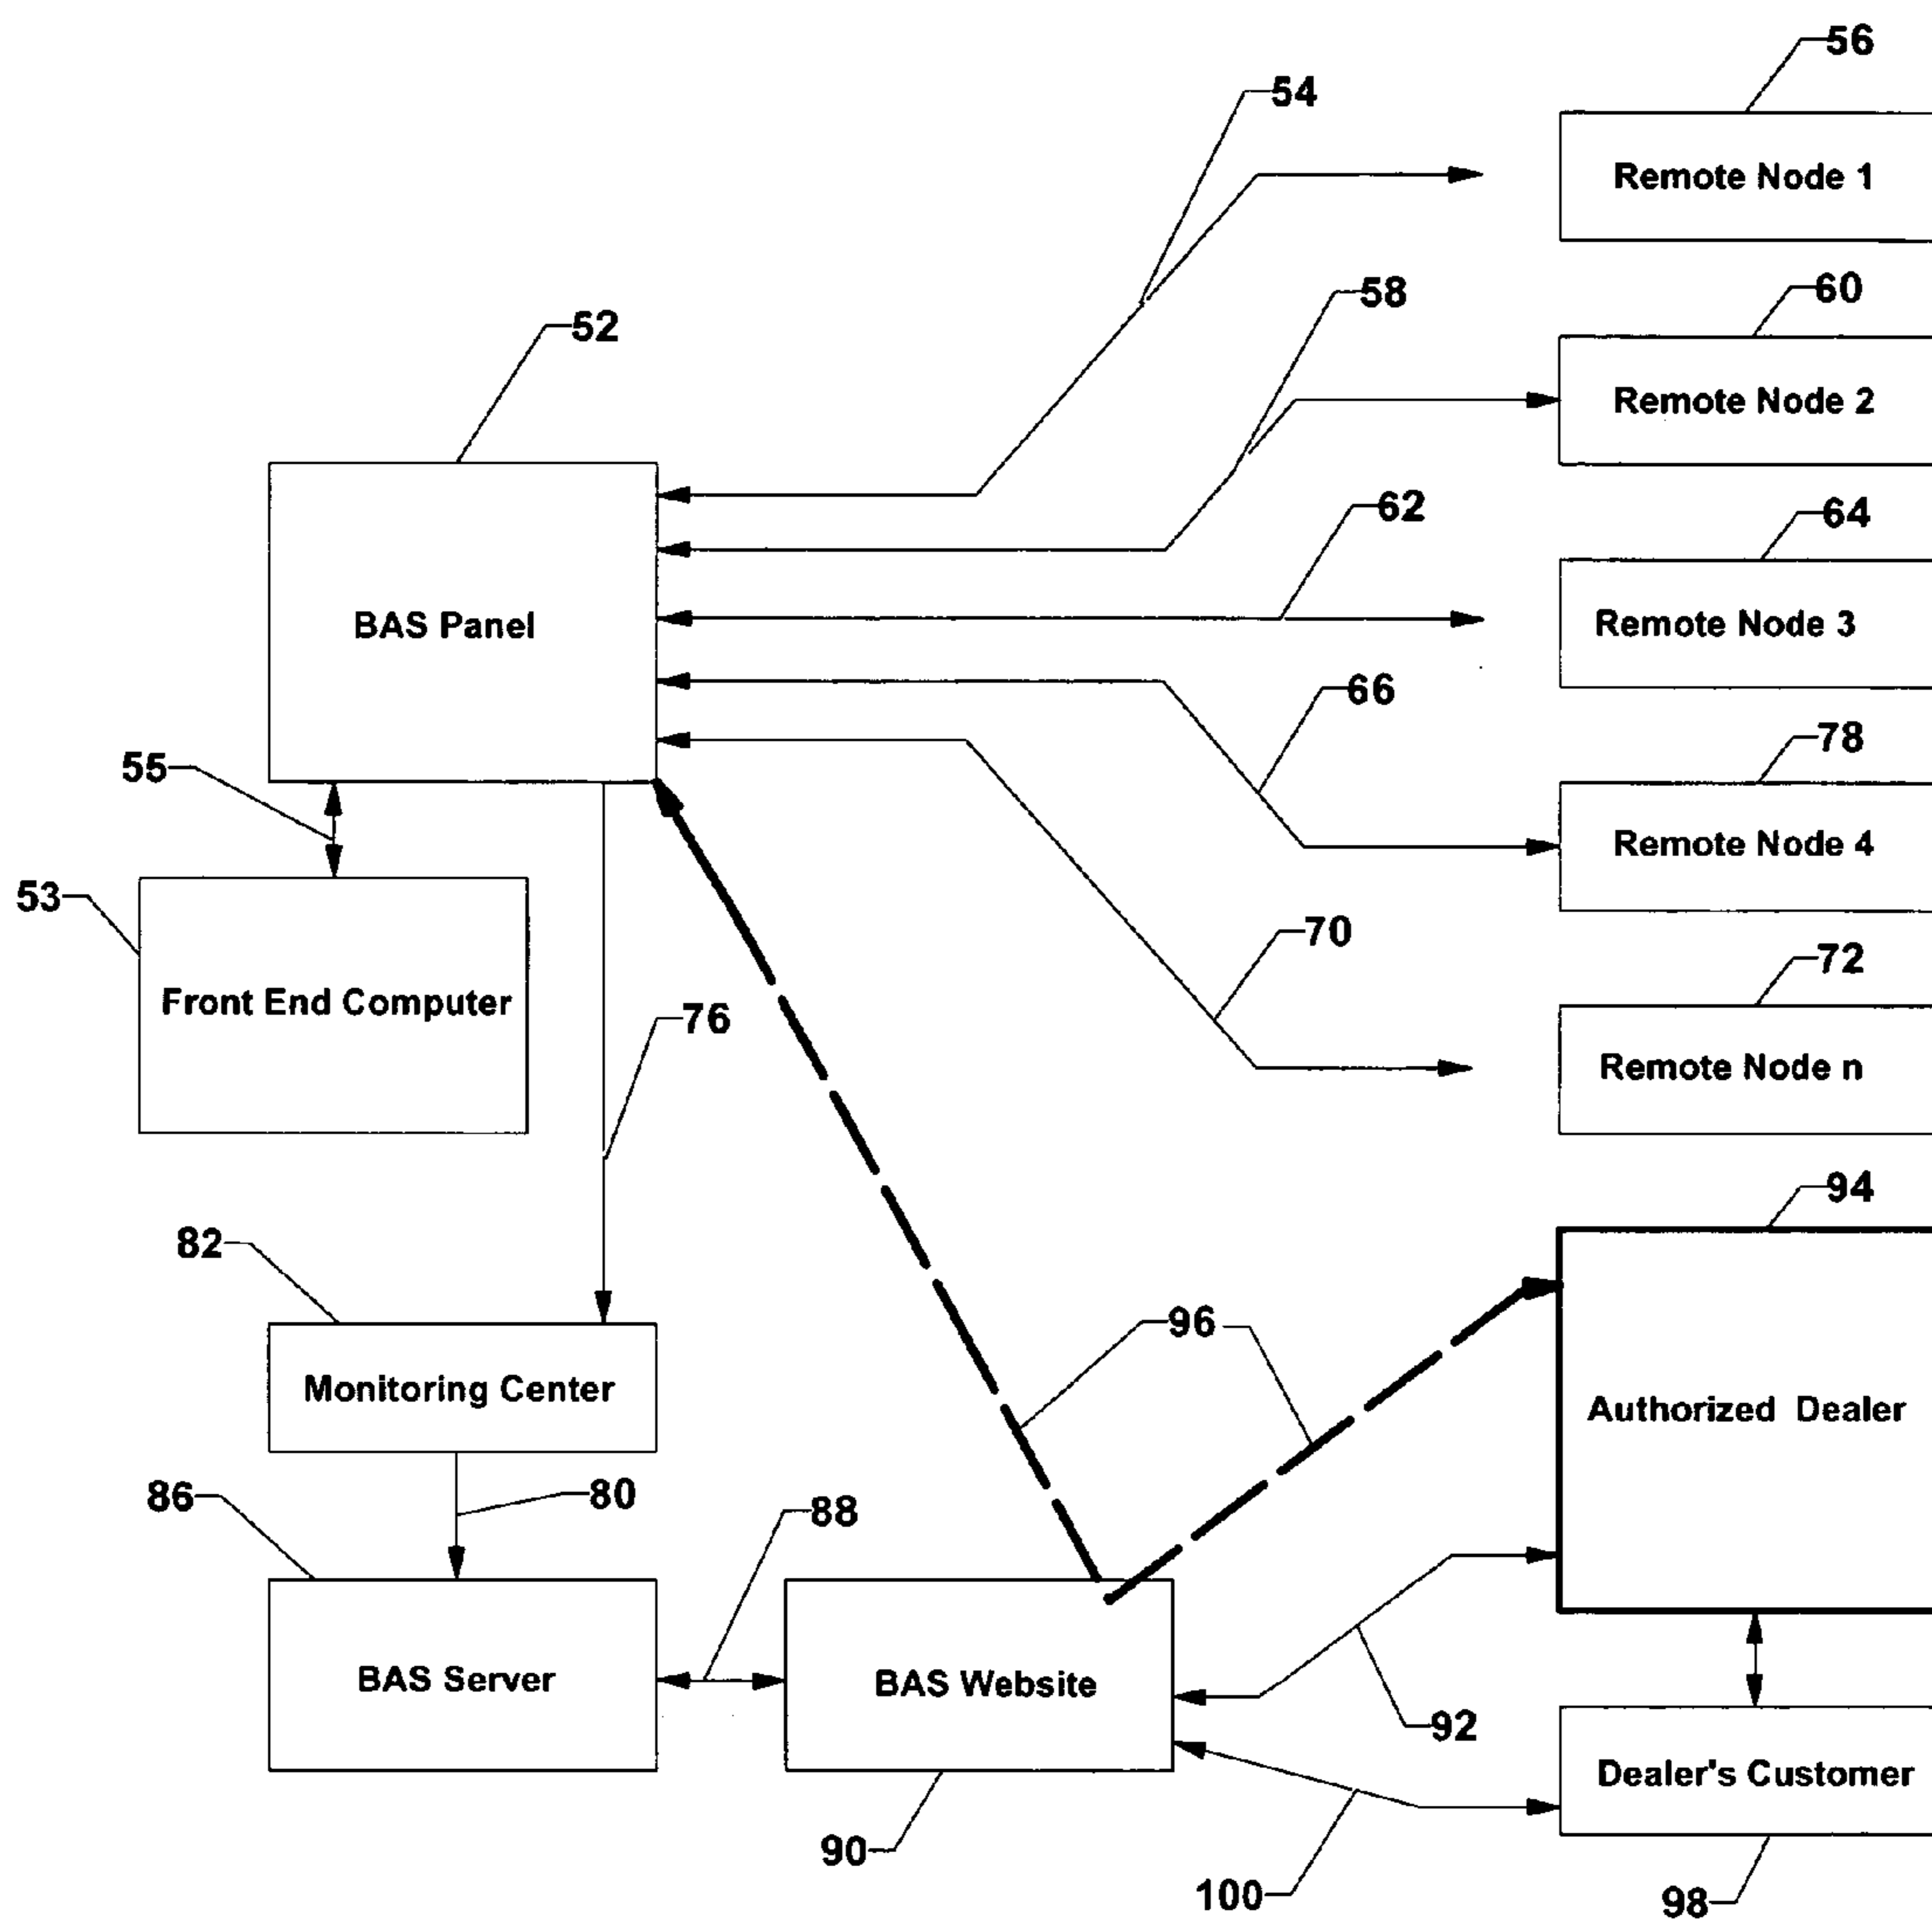 56
54
Remote Node 1
58
60
52
Remote Node 2
62
64
BAS Panel
Remote Node 3
66
78
55
Remote Node 4
53
70
72
Front End Computer
76
Remote Node n
94
82
96
Monitoring Center
Authorized Dealer
86
80
88
BAS Server
BAS Website
92
Dealer's Customer
90
100
98